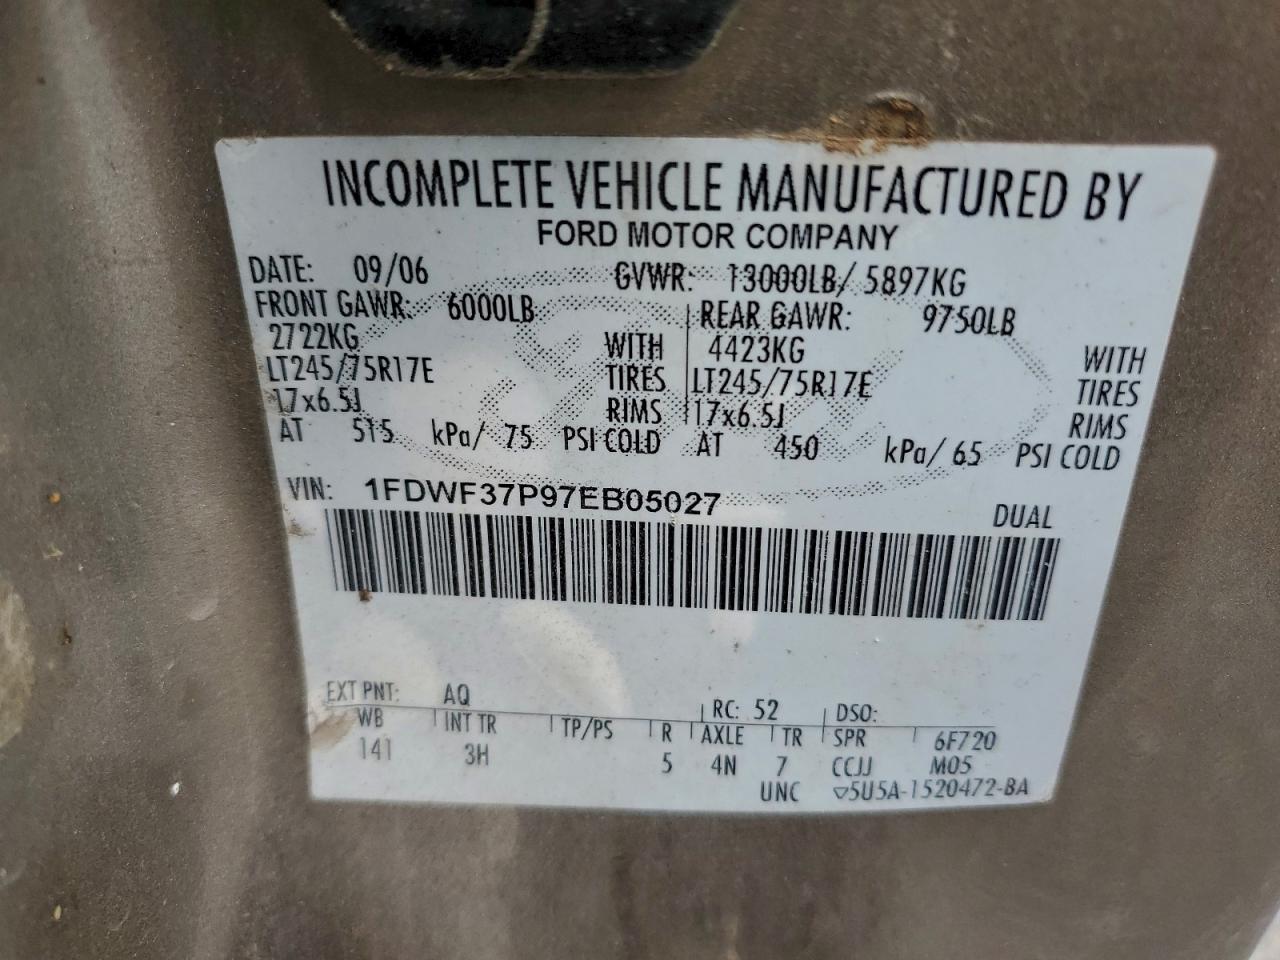 INCOMPLETE VEHICLE MANUFACTURED BY
FORD MOTOR COMPANY
DATE: 09/06 GVWR: 13000LB/ 5897KG
FRONT GAWR: 6000LB REAR GAWR: 9750LB
2722KG WITH 4423KG WITH
LT245/75R17E TIRES LT245/75R17E TIRES
17x6.5J RIMS 17x6.5J RIMS
AT 515 kPa/ 75 PSI COLD AT 450 kPa/ 65 PSI COLD
VIN: 1FDWF37P97EB05027
DUAL
EXT PNT: AQ RC: 52 DSO:
WB INT TR TP/PS R AXLE TR SPR 6F720
141 3H 5 4N 7 CCJJ M05
UNC ▽5U5A-1520472-BA